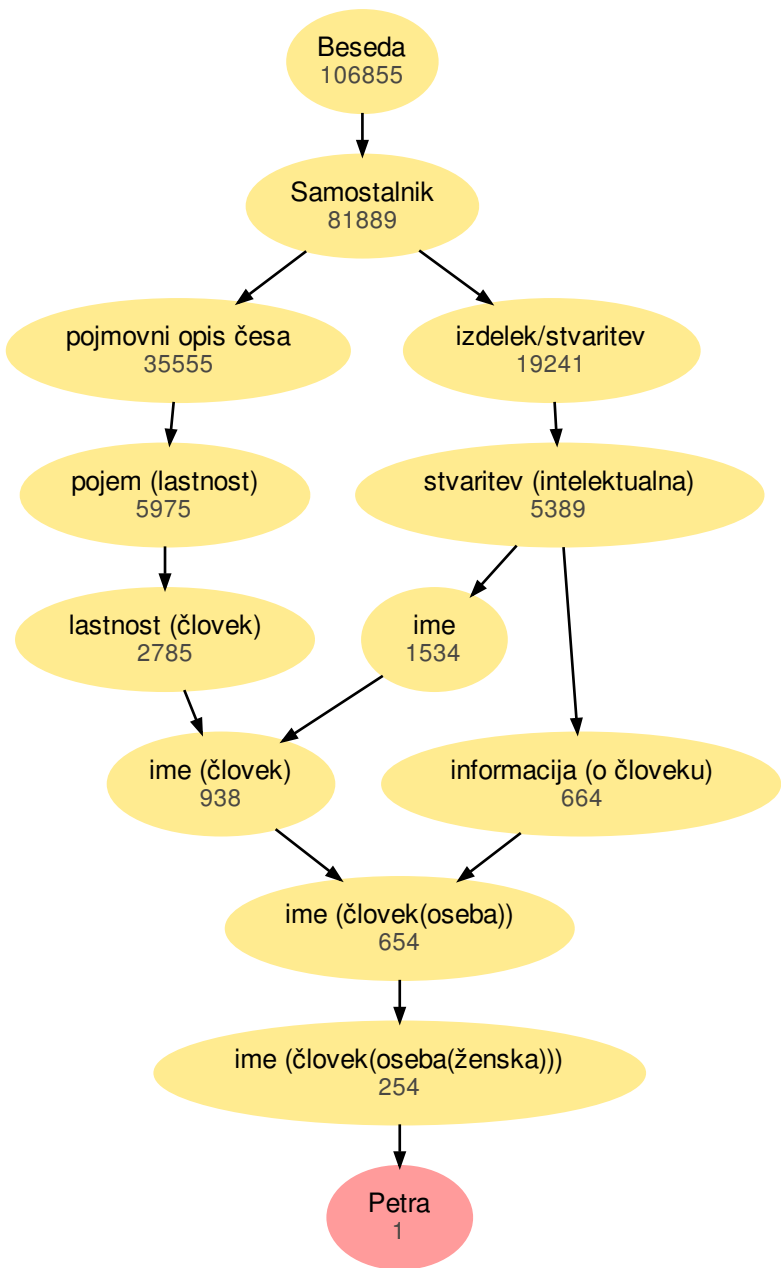 Beseda
106855
Samostalnik
81889
pojmovni opis česa
35555
izdelek/stvaritev
19241
pojem (lastnost)
5975
stvaritev (intelektualna)
5389
lastnost (človek)
2785
ime
1534
ime (človek)
938
informacija (o človeku)
664
ime (človek(oseba))
654
ime (človek(oseba(ženska)))
254
Petra
1